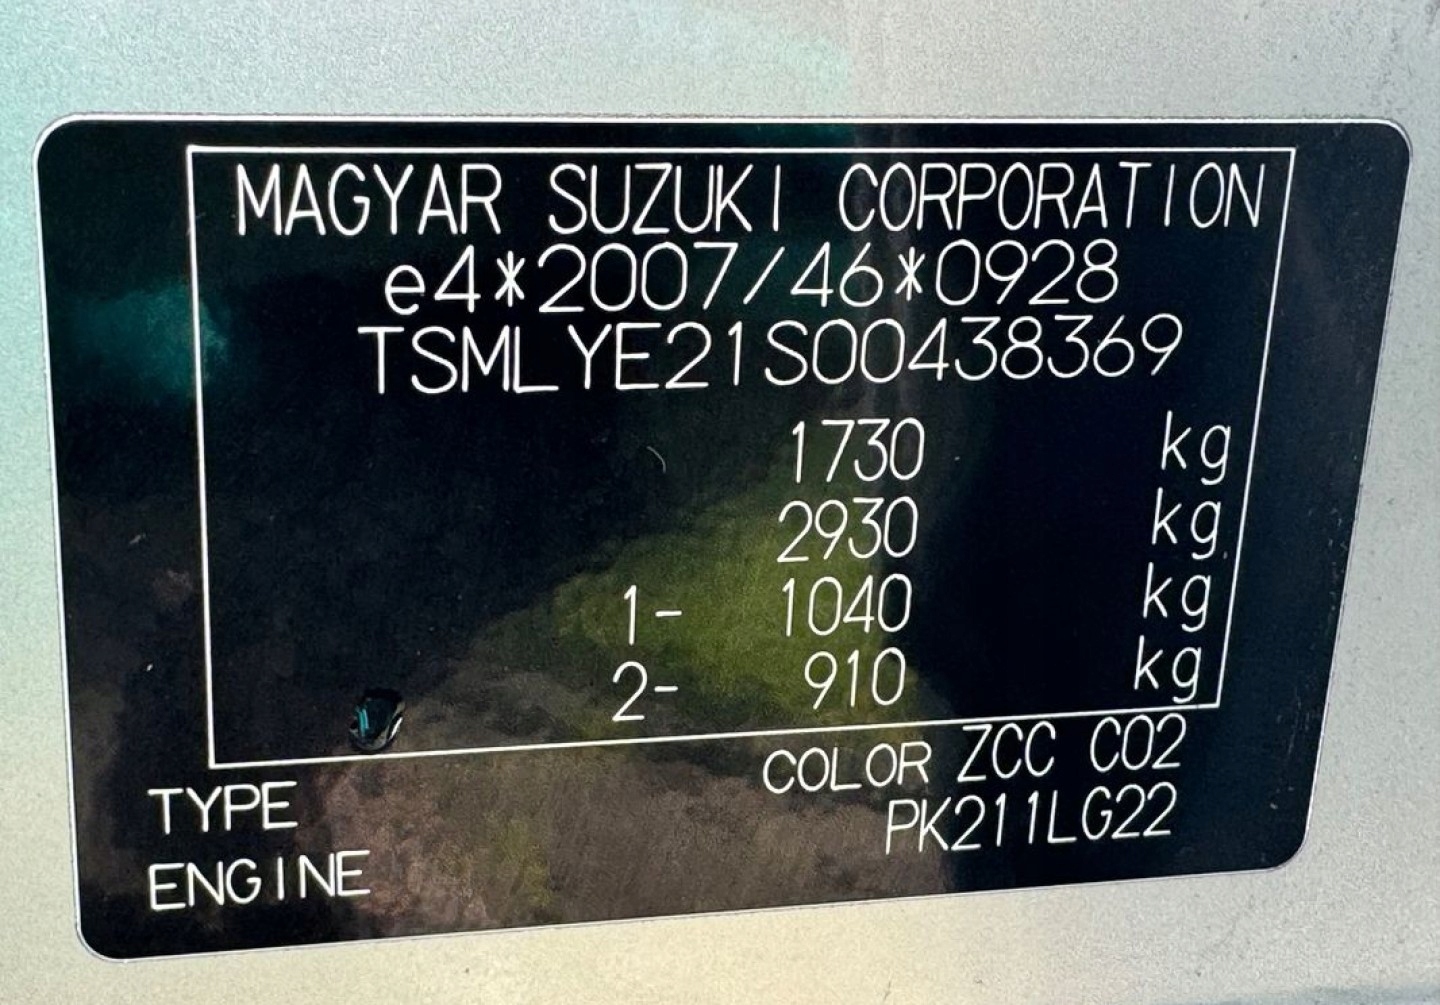 MAGYAR SUZUKI CORPORATION
e4*2007/46*0928
TSMLYE21S00438369
1730 kg
2930 kg
1- 1040 kg
2- 910 kg
COLOR ZCC C02
TYPE PK211LG22
ENGINE